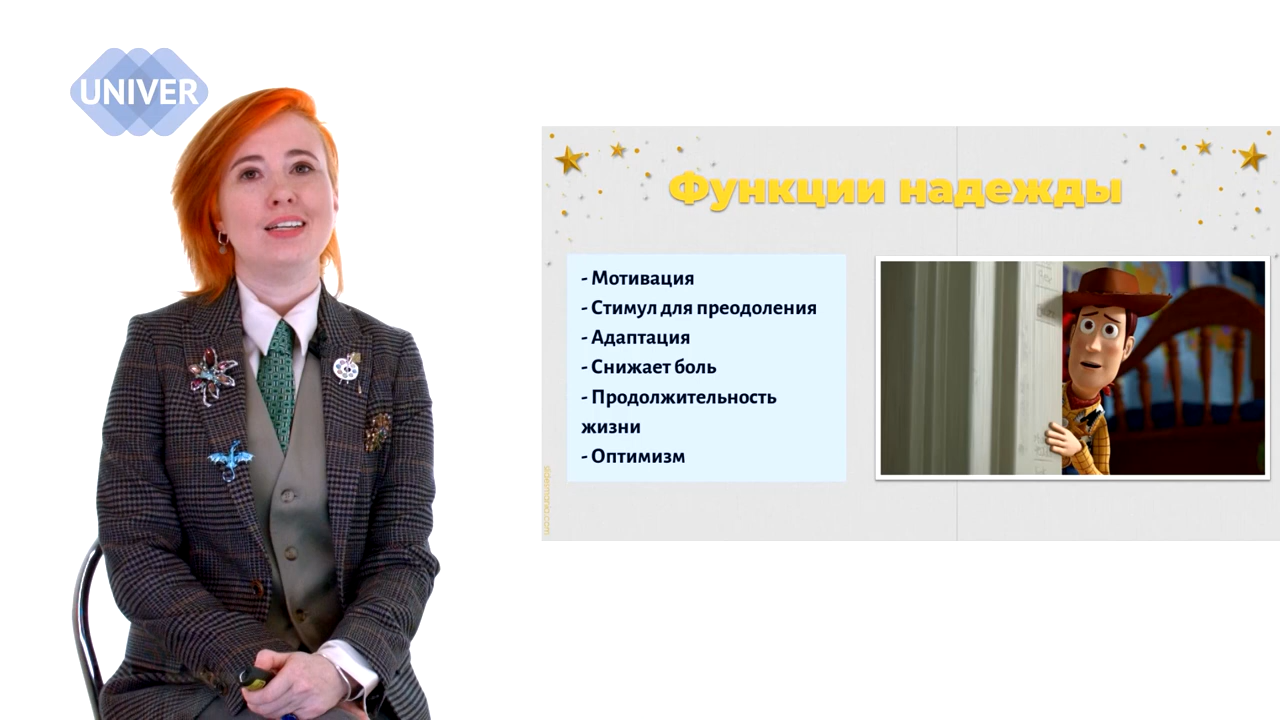 UNIVER
Функции надежды
- Мотивация
- Стимул для преодоления
- Адаптация
- Снижает боль
- Продолжительность
жизни
- Оптимизм